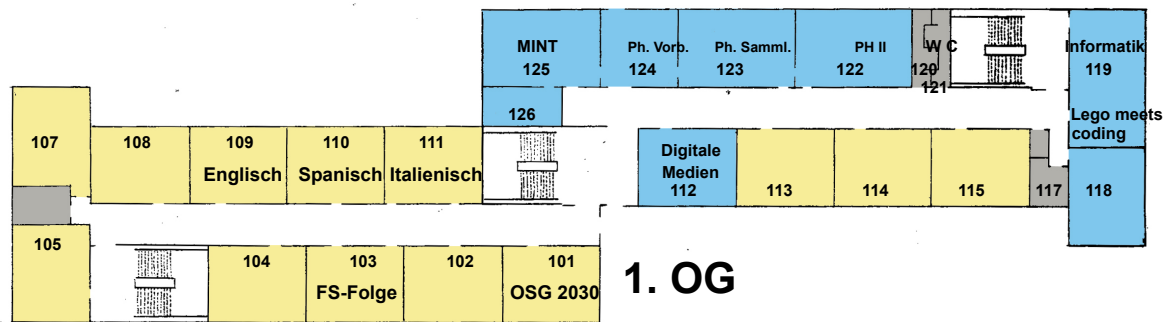 MINT
125
Ph. Vorb.
124
Ph. Samml.
123
PH II
122
W C
120
121
Informatik
119
126
Lego meets
coding
107
108
109
Englisch
110
Spanisch
111
Italienisch
Digitale
Medien
112
113
114
115
117
118
105
104
103
FS-Folge
102
101
OSG 2030
1. OG